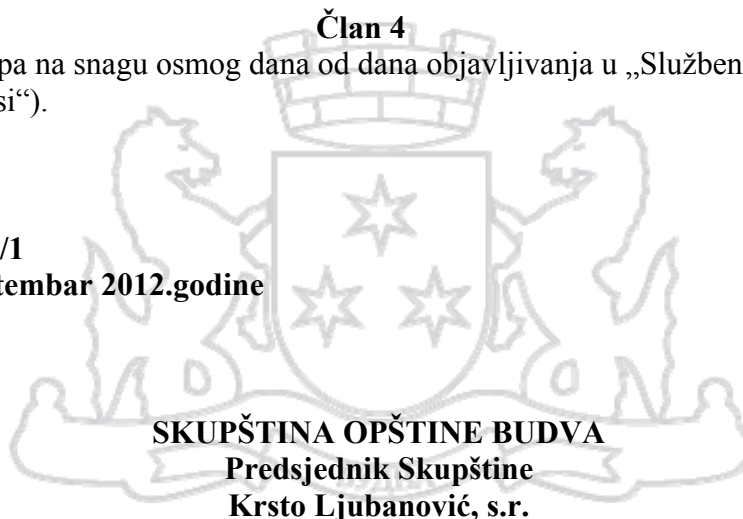 Član 4
pa na snagu osmog dana od dana objavljivanja u „Služben
si“).
/1
tembar 2012.godine
SKUPŠTINA OPŠTINE BUDVA
Predsjednik Skupštine
Krsto Ljubanović, s.r.